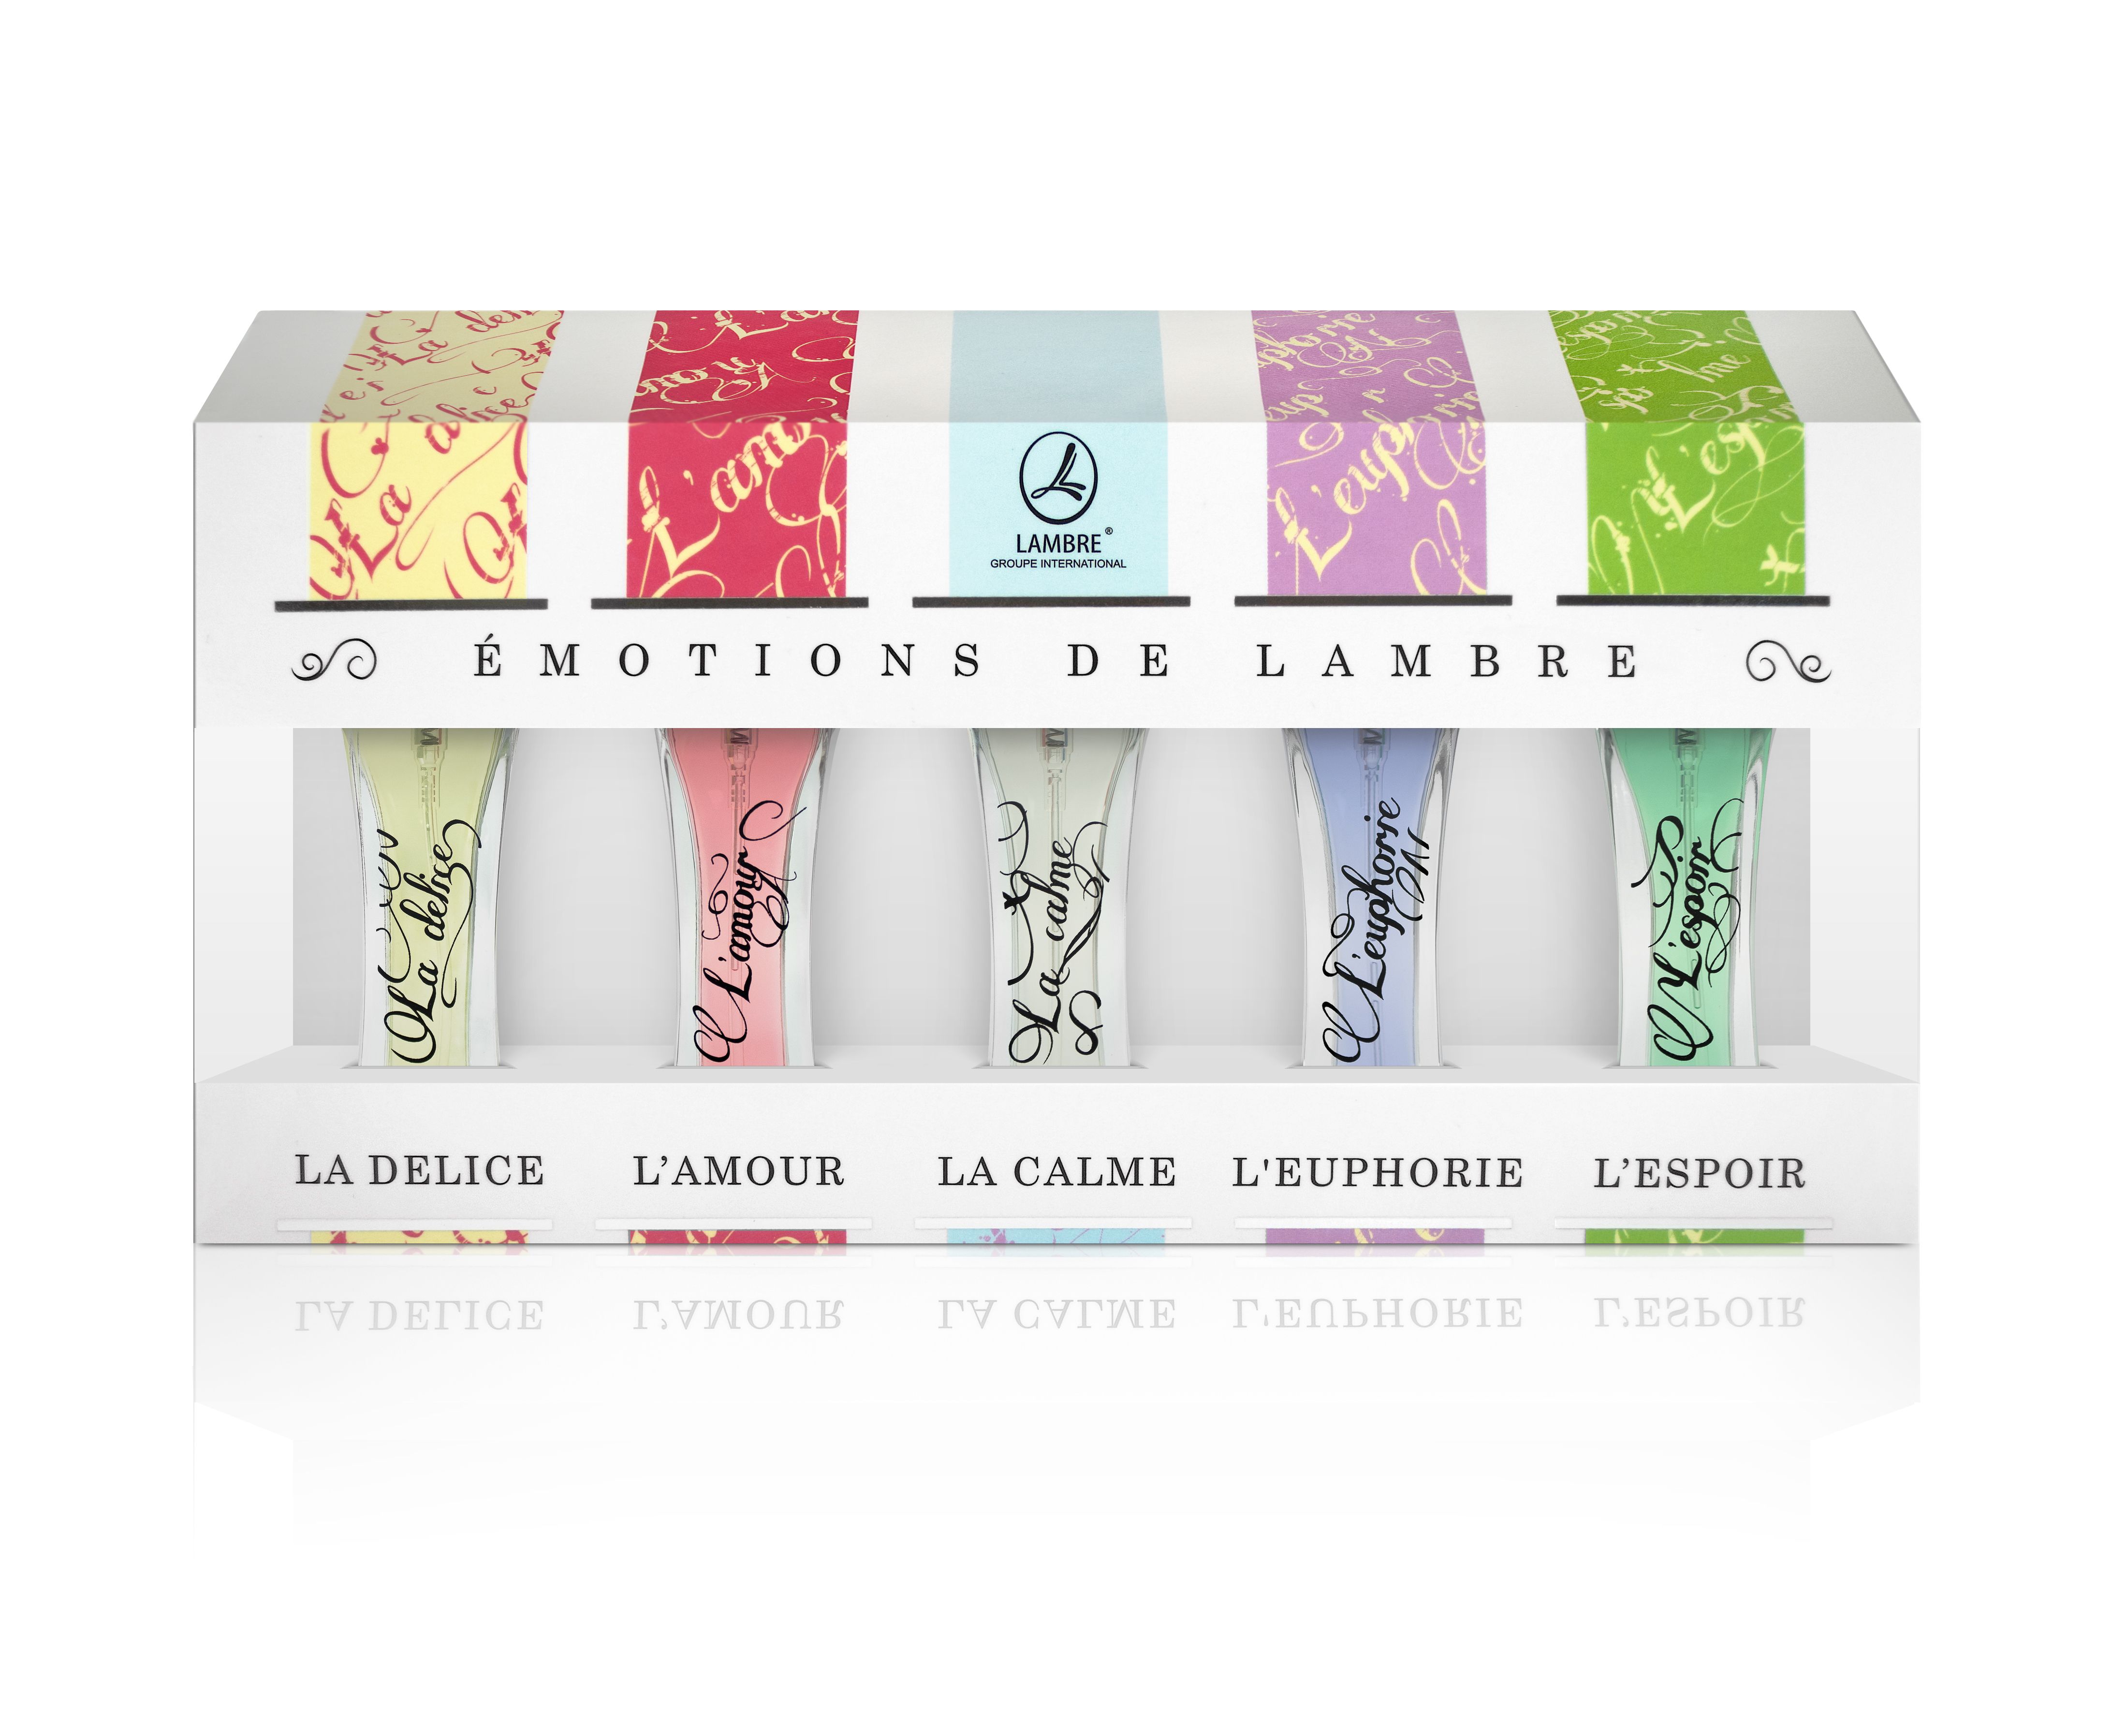 LAMBRE®
GROUPE INTERNATIONAL
ÉMOTIONS DE LAMBRE
La delice
L'amour
La calme
L'euphorie
L'espoir
LA DELICE
L’AMOUR
LA CALME
L'EUPHORIE
L’ESPOIR